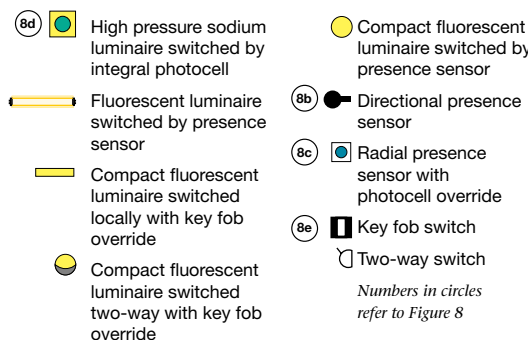 8d High pressure sodium
luminaire switched by
integral photocell
Fluorescent luminaire
switched by presence
sensor
Compact fluorescent
luminaire switched
locally with key fob
override
Compact fluorescent
luminaire switched
two-way with key fob
override
Compact fluorescent
luminaire switched by
presence sensor
8b Directional presence
sensor
8c Radial presence
sensor with
photocell override
8e Key fob switch
Two-way switch
Numbers in circles
refer to Figure 8